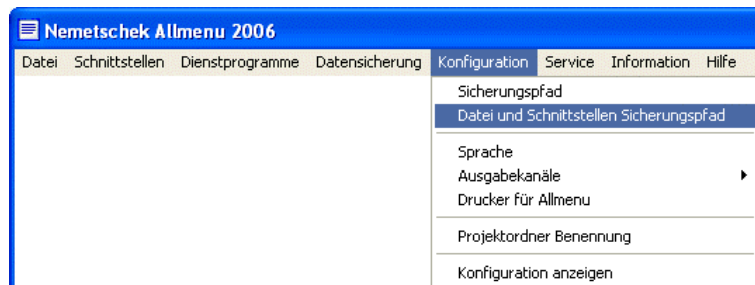 Nemetschek Allmenu 2006
Datei Schnittstellen Dienstprogramme Datensicherung Konfiguration Service Information Hilfe
Sicherungspfad
Datei und Schnittstellen Sicherungspfad
Sprache
Ausgabekanäle
Drucker für Allmenu
Projektordner Benennung
Konfiguration anzeigen